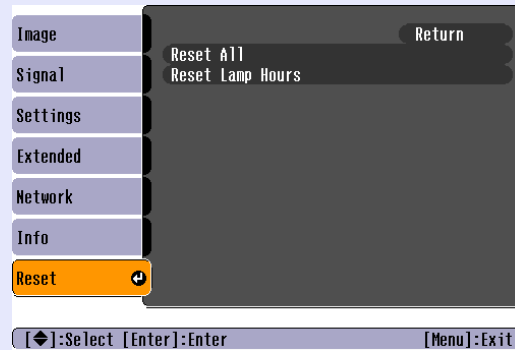 Image
Signal
Settings
Extended
Network
Info
Reset
Return
Reset All
Reset Lamp Hours
[◆]:Select [Enter]:Enter
[Menu]:Exit